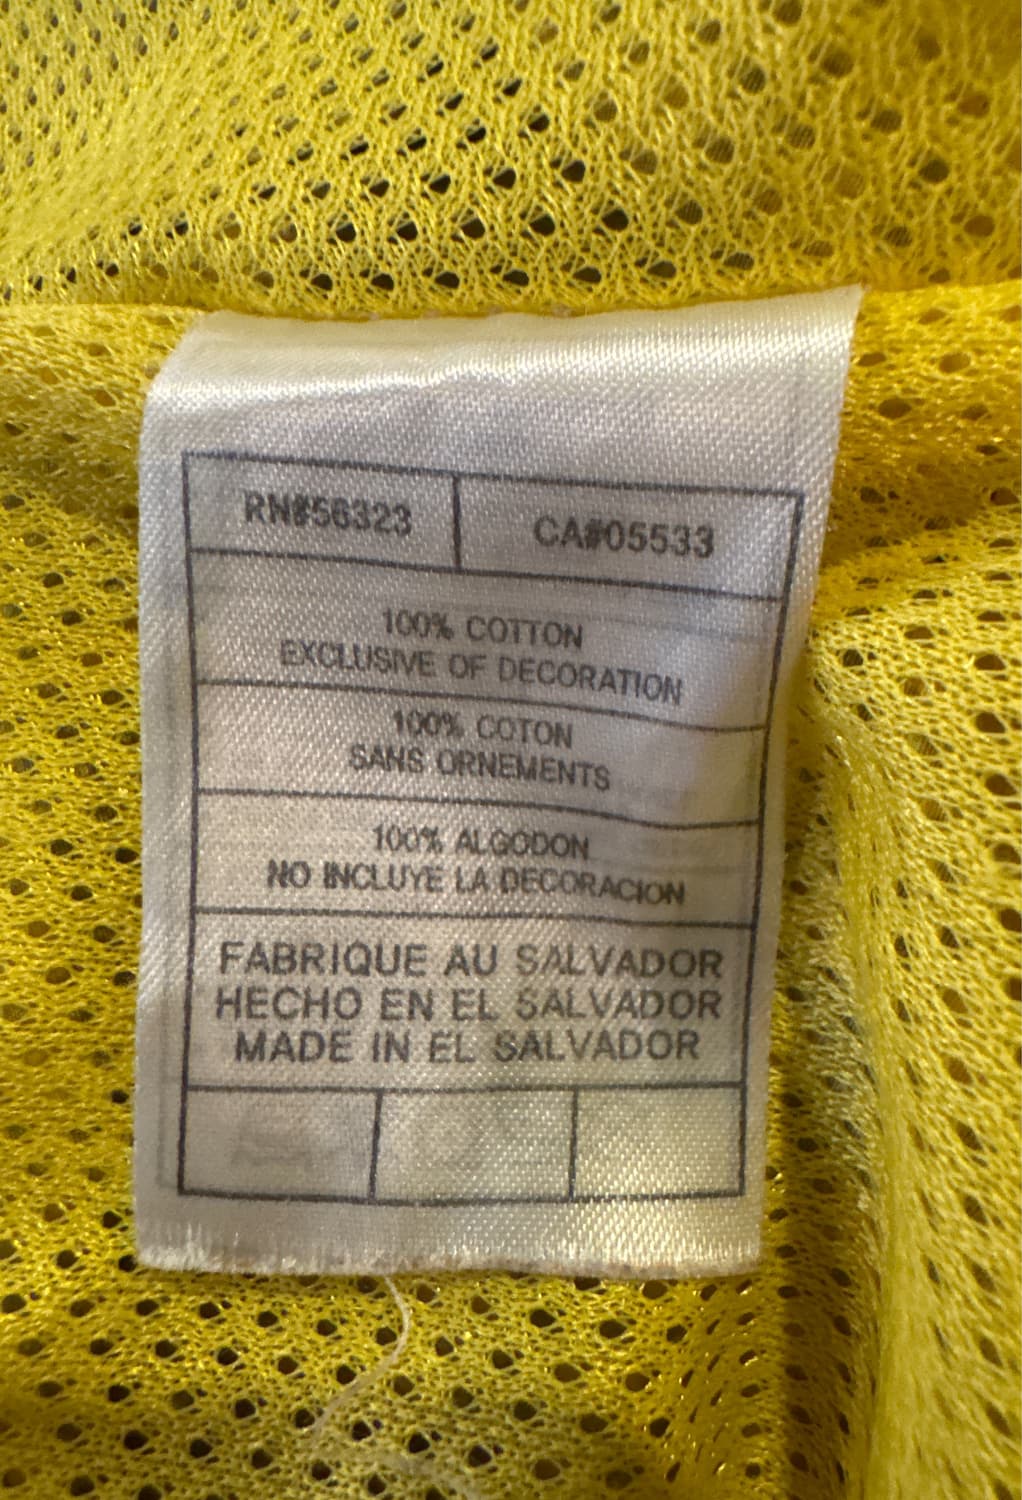 RN#56323
CA#05533
100% COTTON
EXCLUSIVE OF DECORATION
100% COTON
SANS ORNEMENTS
100% ALGODON
NO INCLUYE LA DECORACION
FABRIQUE AU SALVADOR
HECHO EN EL SALVADOR
MADE IN EL SALVADOR